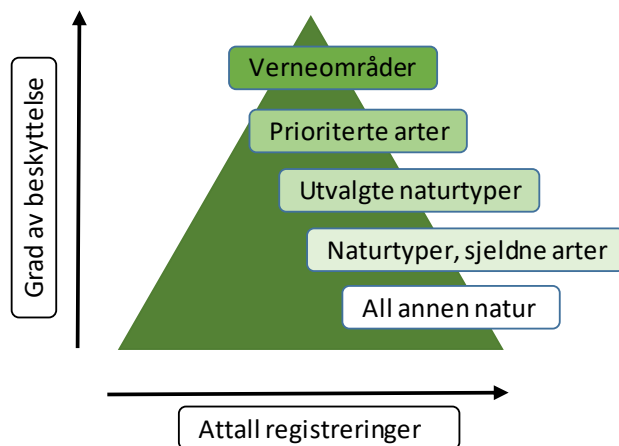 Grad av beskyttelse
Verneområder
Prioriterte arter
Utvalgte naturtyper
Naturtyper, sjeldne arter
All annen natur
Attall registreringer